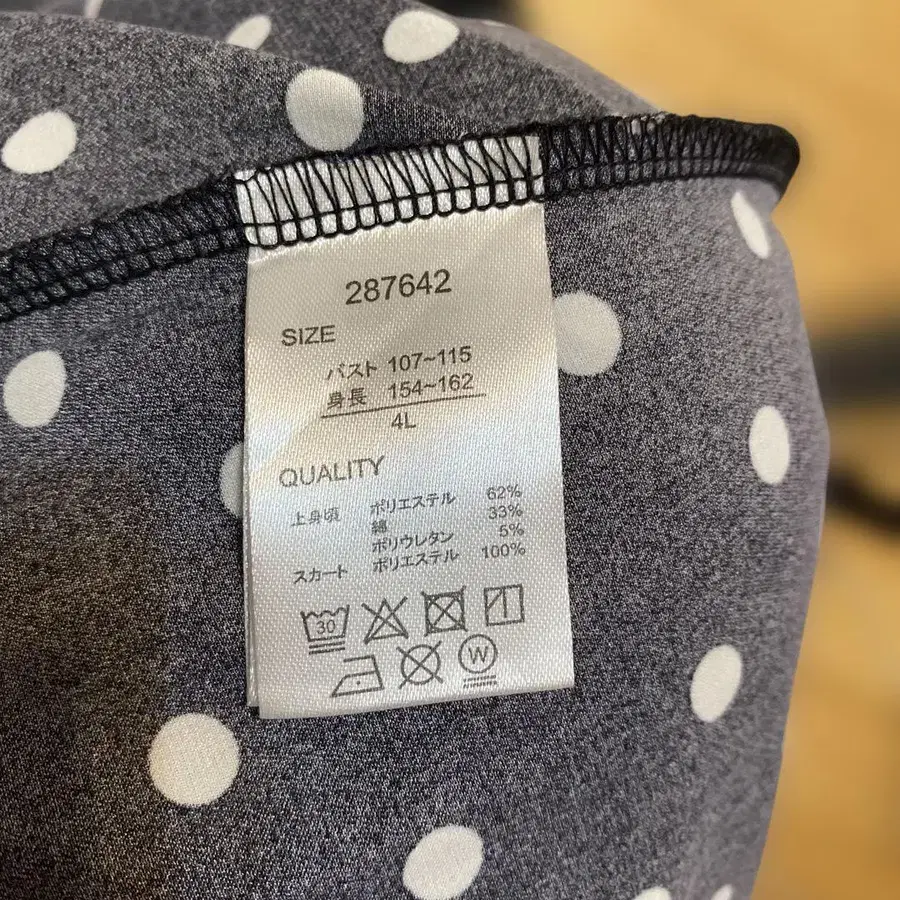 287642
SIZE
バスト 107~115
身長 154~162
4L
QUALITY
上身頃 ポリエステル 62%
綿 33%
ポリウレタン 5%
スカート ポリエステル 100%
30
W